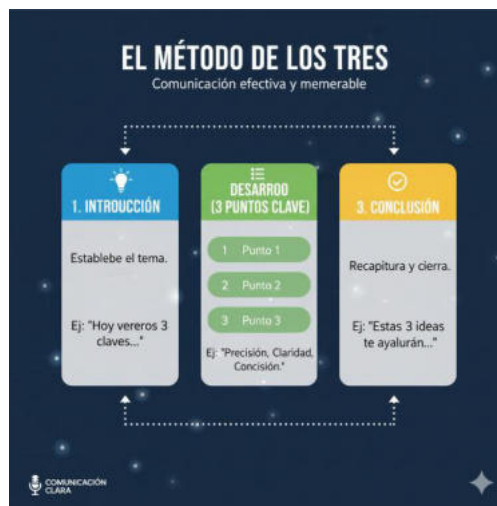 EL MÉTODO DE LOS TRES
Comunicación efectiva y memerable
1. INTRODUCCIÓN
Establebe el tema.
Ej: "Hoy vereros 3
claves..."
DESARROO
(3 PUNTOS CLAVE)
1 Punto 1
2 Punto 2
3 Punto 3
Ej: "Precisión, Claridad,
Concisión."
3. CONCLUSIÓN
Recapitura y cierra.
Ej: "Estas 3 ideas
te ayalurán..."
COMUNICACIÓN
CLARA